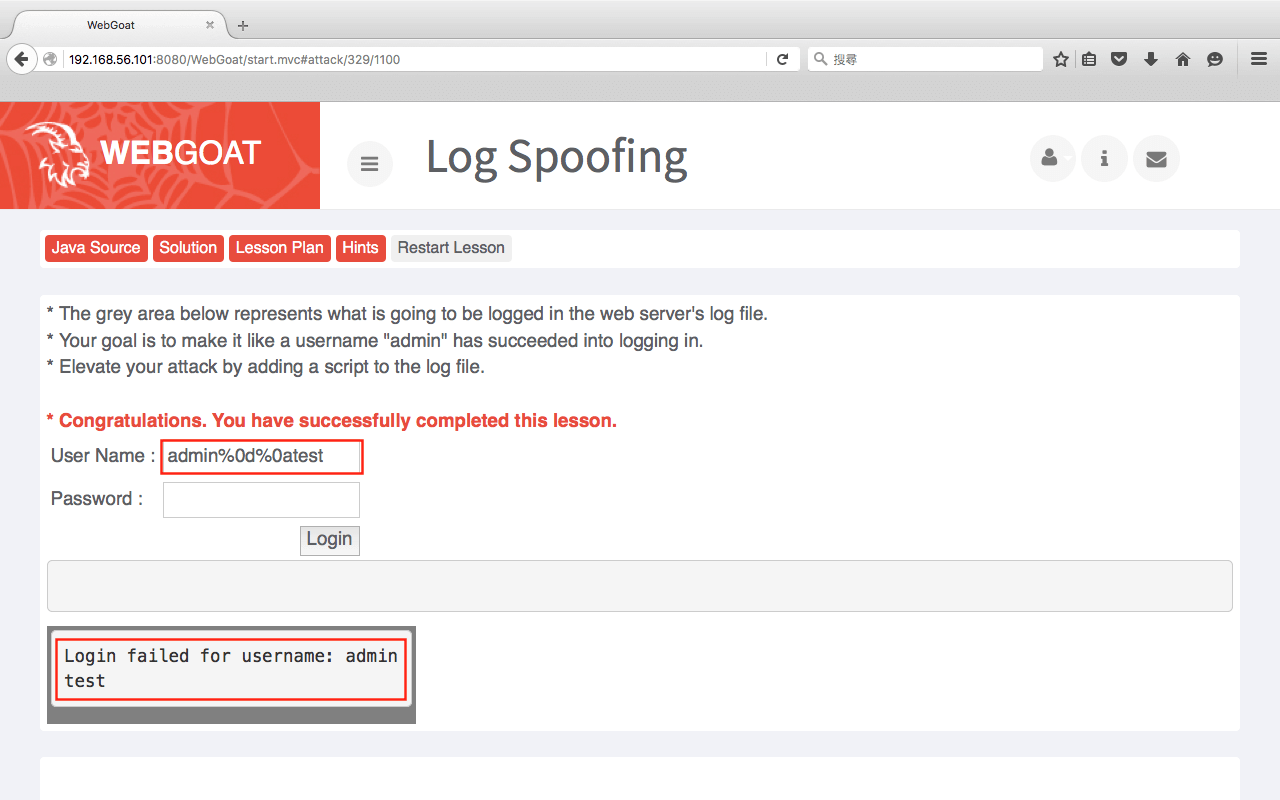 WebGoat
192.168.56.101:8080/WebGoat/start.mvc#attack/329/1100
搜尋
WEBGOAT
Log Spoofing
Java Source Solution Lesson Plan Hints Restart Lesson
* The grey area below represents what is going to be logged in the web server's log file.
* Your goal is to make it like a username "admin" has succeeded into logging in.
* Elevate your attack by adding a script to the log file.
* Congratulations. You have successfully completed this lesson.
User Name : admin%0d%0atest
Password :
Login
Login failed for username: admin
test